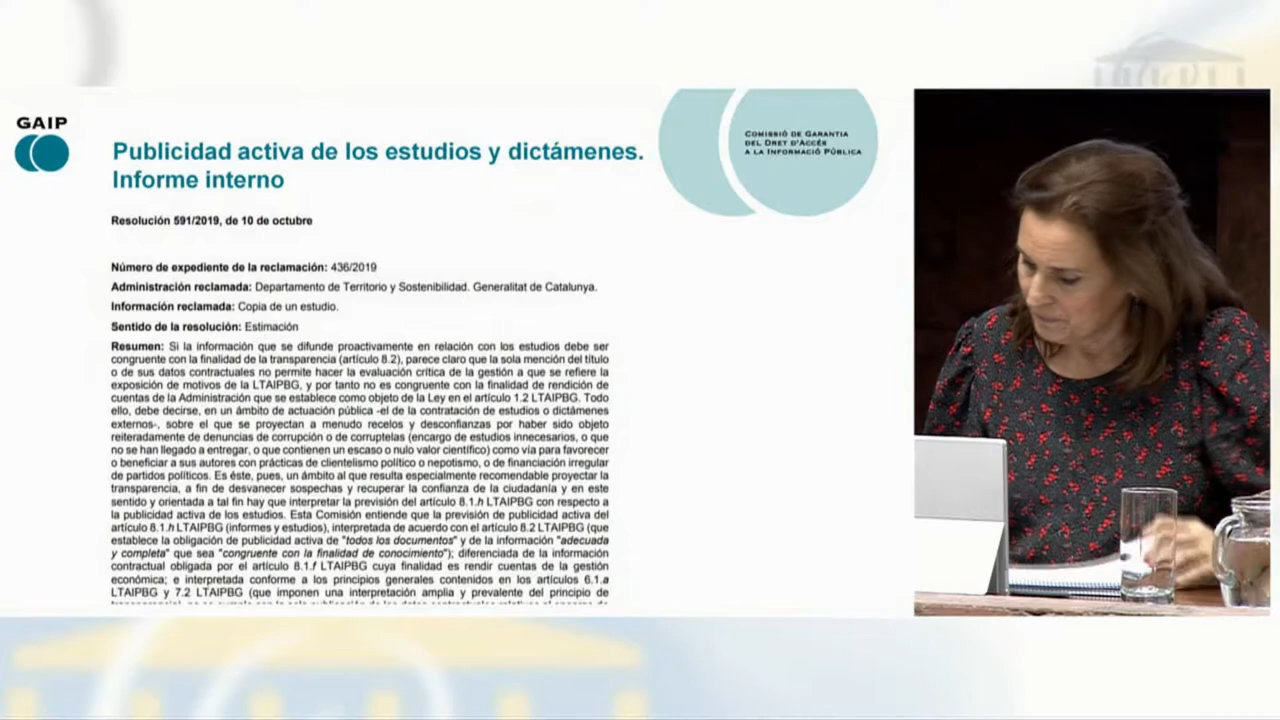 GAIP
Publicidad activa de los estudios y dictámenes.
Informe interno
COMISSIÓ DE GARANTIA
DEL DRET D'ACCÉS
A LA INFORMACIÓ PÚBLICA
Resolución 591/2019, de 10 de octubre
Número de expediente de la reclamación: 436/2019
Administración reclamada: Departamento de Territorio y Sostenibilidad. Generalitat de Catalunya.
Información reclamada: Copia de un estudio.
Sentido de la resolución: Estimación
Resumen: Si la información que se difunde proactivamente en relación con los estudios debe ser
congruente con la finalidad de la transparencia (artículo 8.2), parece claro que la sola mención del título
o de sus datos contractuales no permite hacer la evaluación crítica de la gestión a que se refiere la
exposición de motivos de la LTAIPBG, y por tanto no es congruente con la finalidad de rendición de
cuentas de la Administración que se establece como objeto de la Ley en el artículo 1.2 LTAIPBG. Todo
ello, debe decirse, en un ámbito de actuación pública -el de la contratación de estudios o dictámenes
externos-, sobre el que se proyectan a menudo recelos y desconfianzas por haber sido objeto
reiteradamente de denuncias de corrupción o de corruptelas (encargo de estudios innecesarios, o que
no se han llegado a entregar, o que contienen un escaso o nulo valor científico) como vía para favorecer
o beneficiar a sus autores con prácticas de clientelismo político o nepotismo, o de financiación irregular
de partidos políticos. Es éste, pues, un ámbito al que resulta especialmente recomendable proyectar la
transparencia, a fin de desvanecer sospechas y recuperar la confianza de la ciudadanía y en este
sentido y orientada a tal fin hay que interpretar la previsión del artículo 8.1.h LTAIPBG con respecto a
la publicidad activa de los estudios. Esta Comisión entiende que la previsión de publicidad activa del
artículo 8.1.h LTAIPBG (informes y estudios), interpretada de acuerdo con el artículo 8.2 LTAIPBG (que
establece la obligación de publicidad activa de "todos los documentos" y de la información "adecuada
y completa" que sea "congruente con la finalidad de conocimiento"); diferenciada de la información
contractual obligada por el artículo 8.1.f LTAIPBG cuya finalidad es rendir cuentas de la gestión
económica; e interpretada conforme a los principios generales contenidos en los artículos 6.1.a
LTAIPBG y 7.2 LTAIPBG (que imponen una interpretación amplia y prevalente del principio de